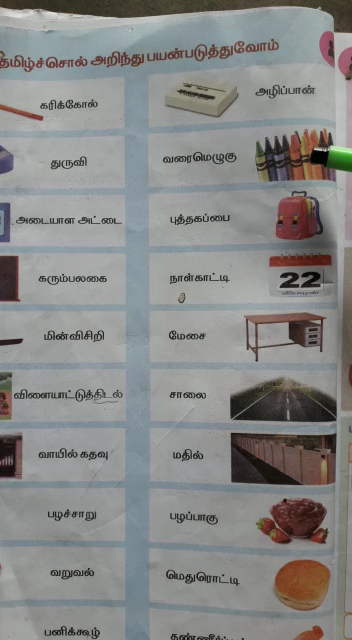 தமிழ்ச்சொல் அறிந்து பயன்படுத்துவோம்
கரிக்கோல் அழிப்பான்
துருவி வரைமெழுகு
அடையாள அட்டை புத்தகப்பை
கரும்பலகை நாள்காட்டி
22
மின்விசிறி மேசை
விளையாட்டுத்திடல் சாலை
வாயில் கதவு மதில்
பழச்சாறு பழப்பாகு
வறுவல் மெதுரொட்டி
பனிக்கூழ்